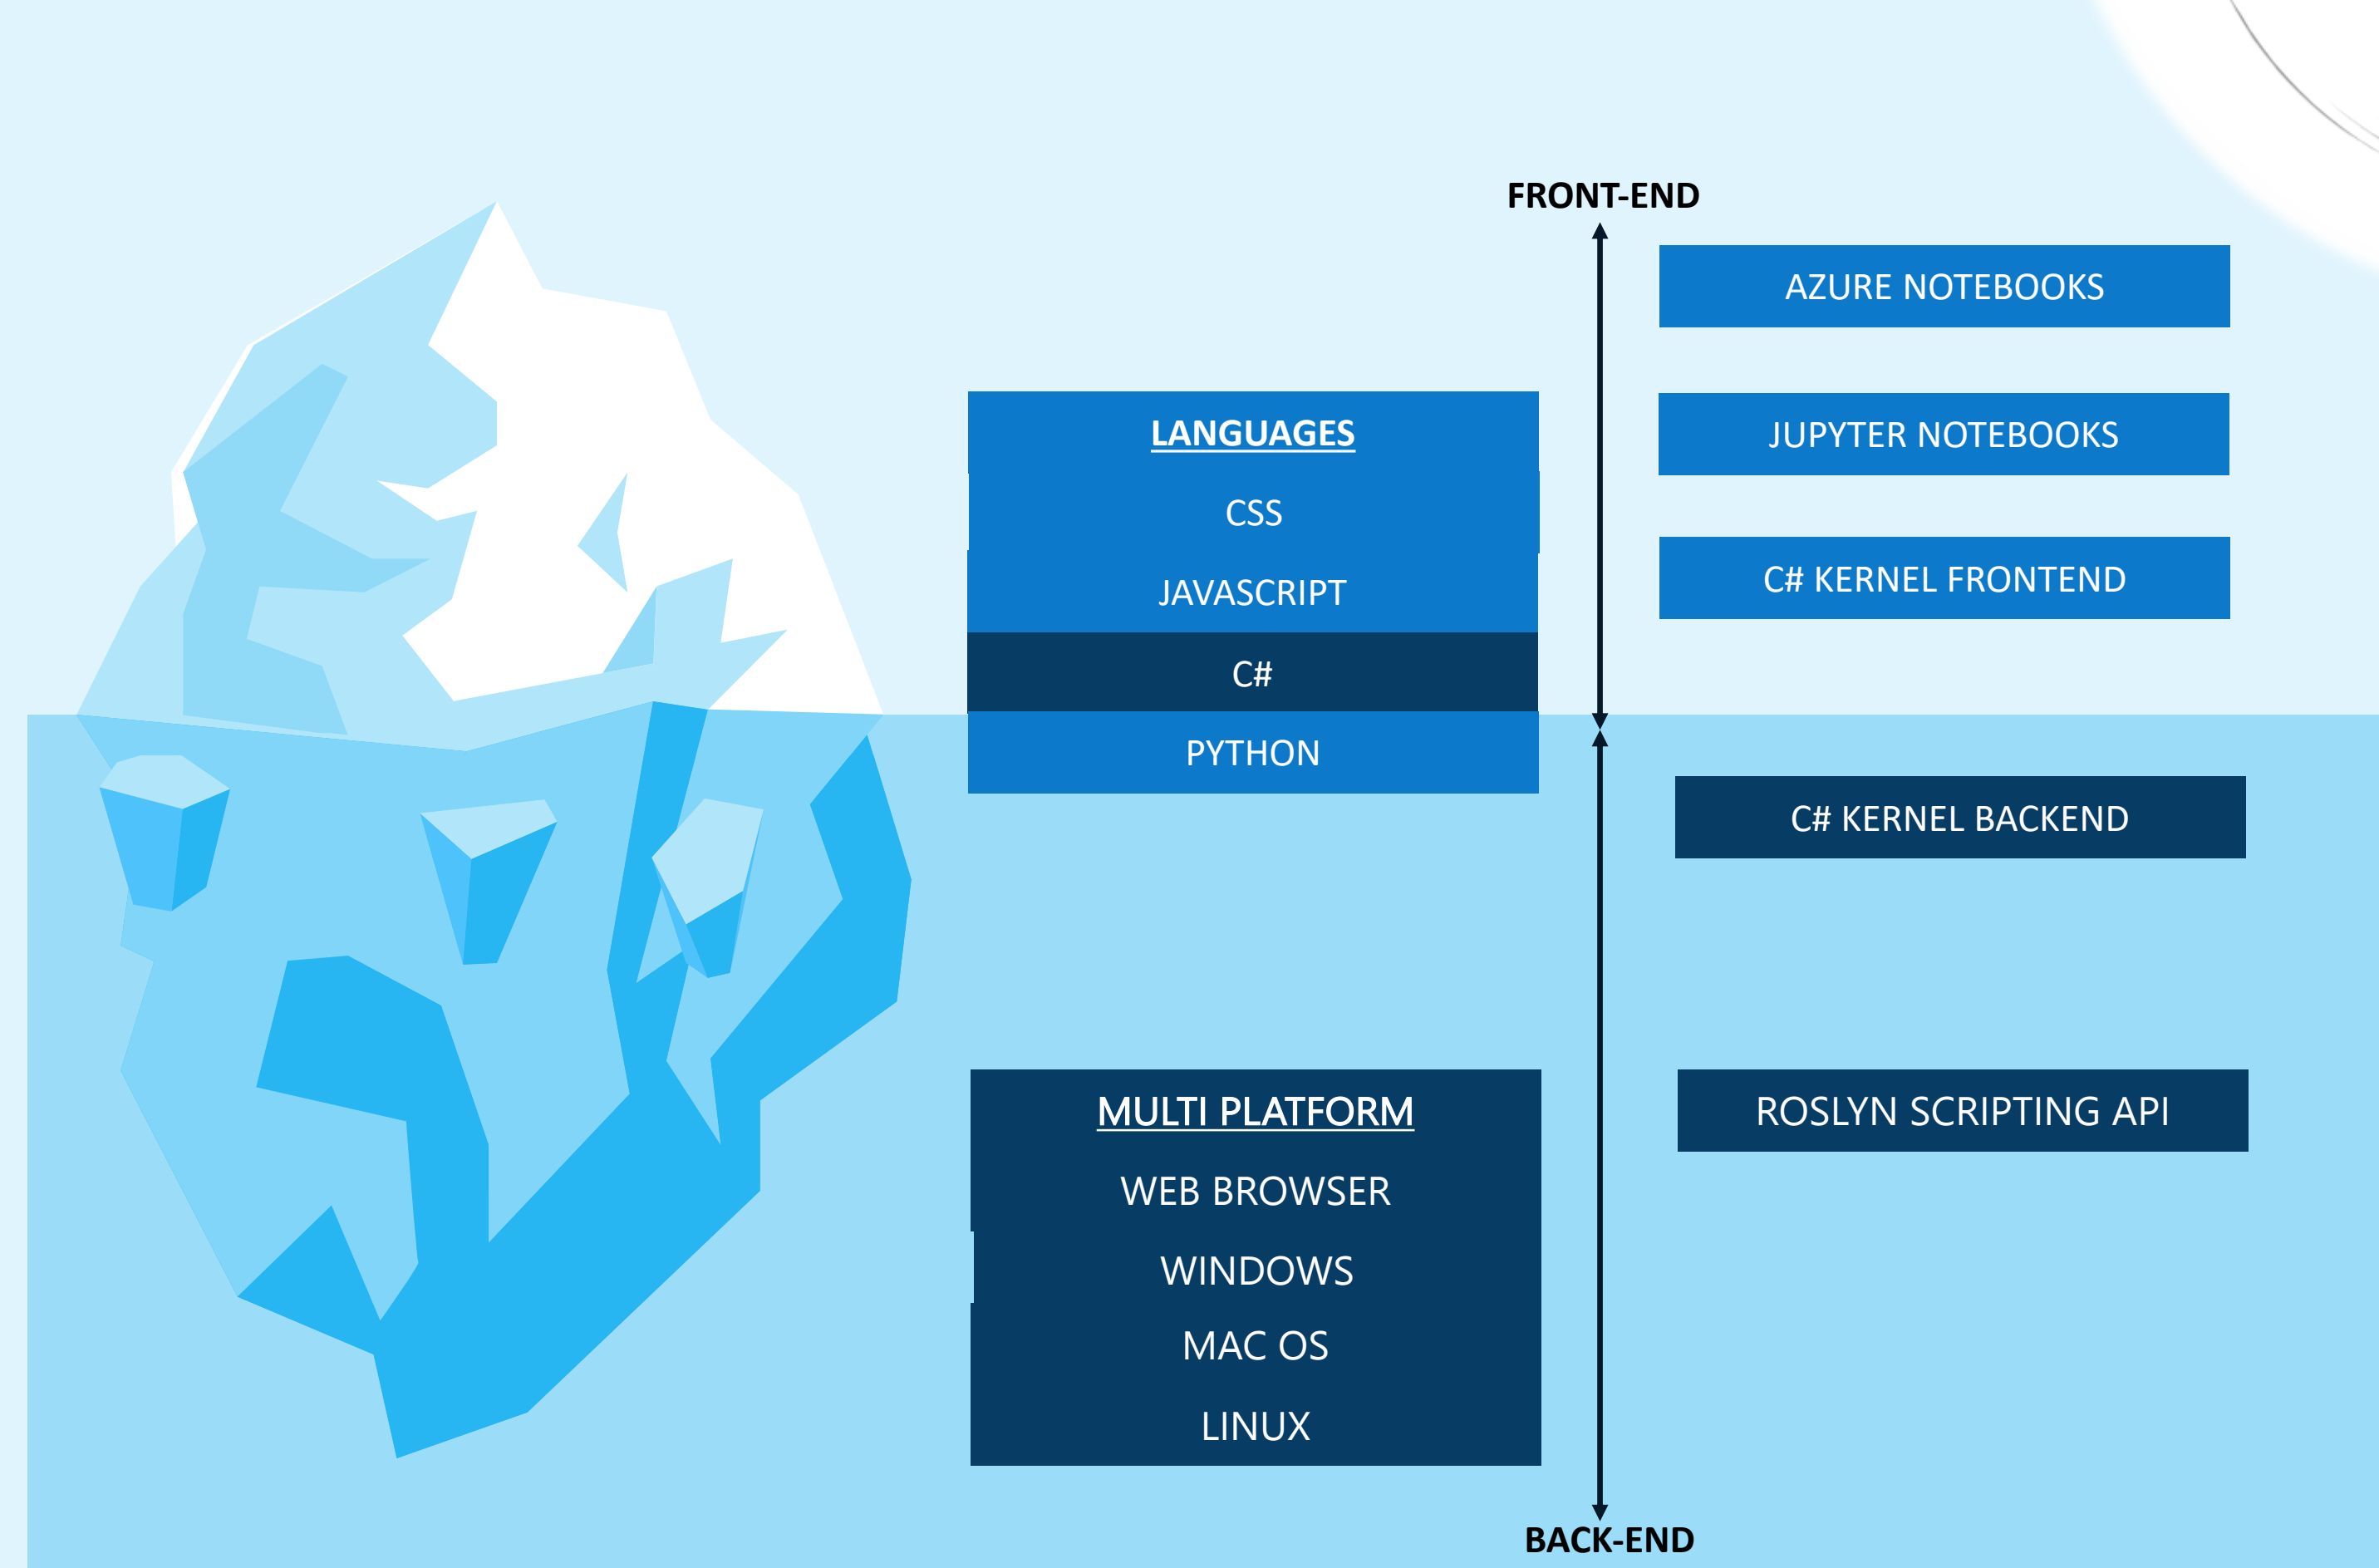 FRONT-END
AZURE NOTEBOOKS
JUPYTER NOTEBOOKS
C# KERNEL FRONTEND
LANGUAGES
CSS
JAVASCRIPT
C#
PYTHON
C# KERNEL BACKEND
ROSLYN SCRIPTING API
MULTI PLATFORM
WEB BROWSER
WINDOWS
MAC OS
LINUX
BACK-END